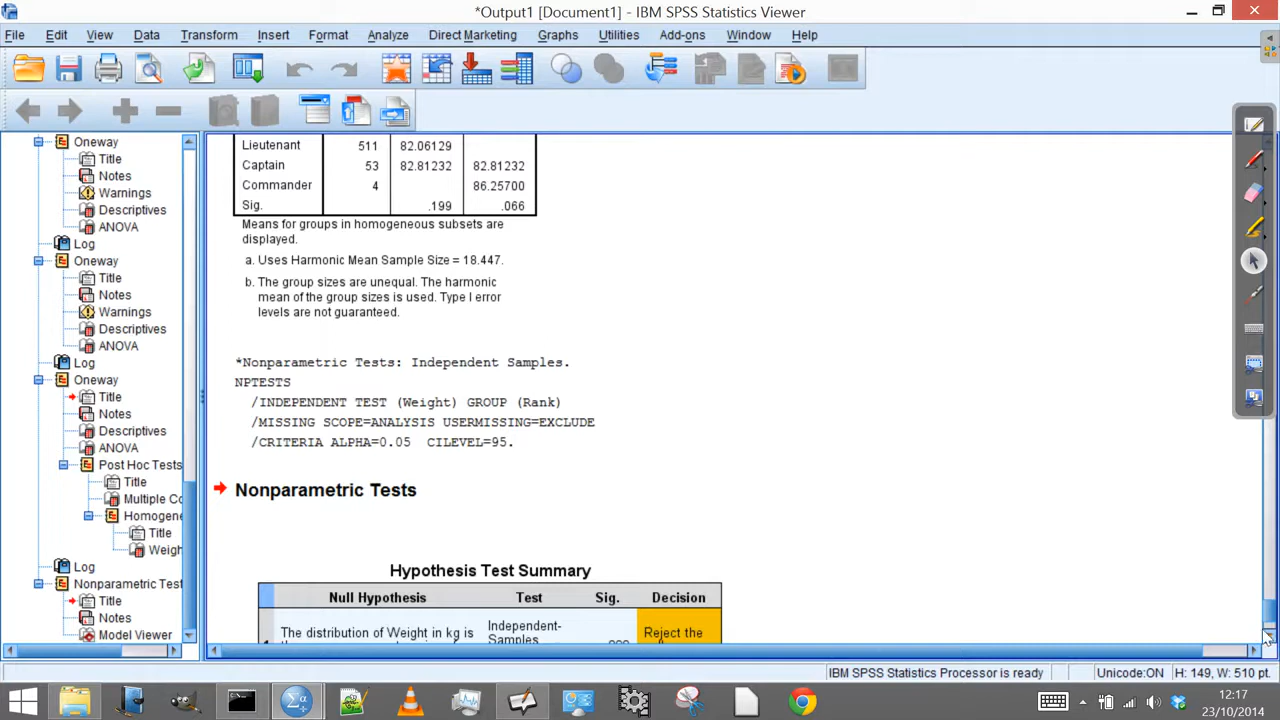 *Output1 [Document1] - IBM SPSS Statistics Viewer
File Edit View Data Transform Insert Format Analyze Direct Marketing Graphs Utilities Add-ons Window Help
Oneway
Title
Notes
Warnings
Descriptives
ANOVA
Log
Oneway
Title
Notes
Warnings
Descriptives
ANOVA
Log
Oneway
Title
Notes
Descriptives
ANOVA
Post Hoc Tests
Title
Multiple Co
Homogene
Title
Weigh
Log
Nonparametric Test
Title
Notes
Model Viewer
Lieutenant 511 82.06129
Captain 53 82.81232 82.81232
Commander 4 86.25700
Sig. .199 .066
Means for groups in homogeneous subsets are
displayed.
a. Uses Harmonic Mean Sample Size = 18.447.
b. The group sizes are unequal. The harmonic
mean of the group sizes is used. Type I error
levels are not guaranteed.
*Nonparametric Tests: Independent Samples.
NPTESTS
/INDEPENDENT TEST (Weight) GROUP (Rank)
/MISSING SCOPE=ANALYSIS USERMISSING=EXCLUDE
/CRITERIA ALPHA=0.05 CILEVEL=95.
Nonparametric Tests
Hypothesis Test Summary
Null Hypothesis Test Sig. Decision
The distribution of Weight in kg is
Independent-
Samples
Reject the
IBM SPSS Statistics Processor is ready
Unicode:ON
H: 149, W: 510 pt.
12:17
23/10/2014